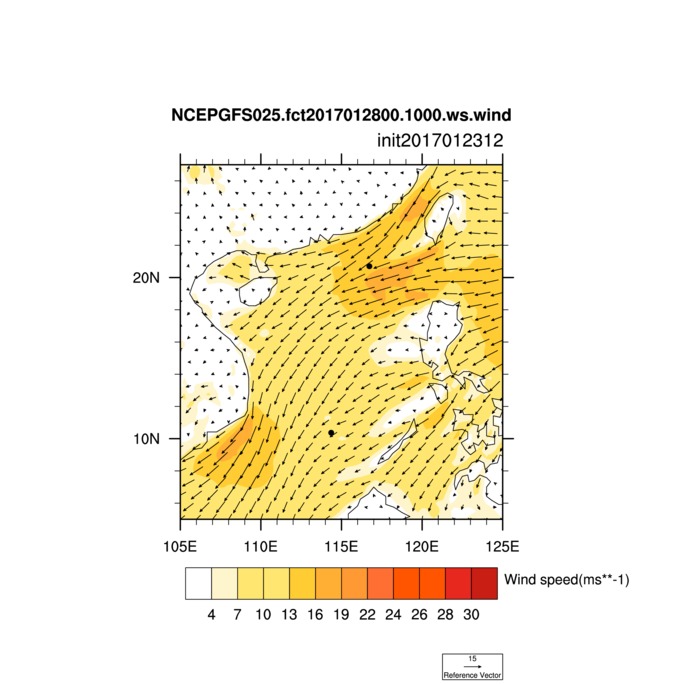 NCEPGFS025.fct2017012800.1000.ws.wind
init2017012312
20N
10N
105E 110E 115E 120E 125E
4 7 10 13 16 19 22 24 26 28 30
Wind speed(ms**-1)
15
Reference Vector